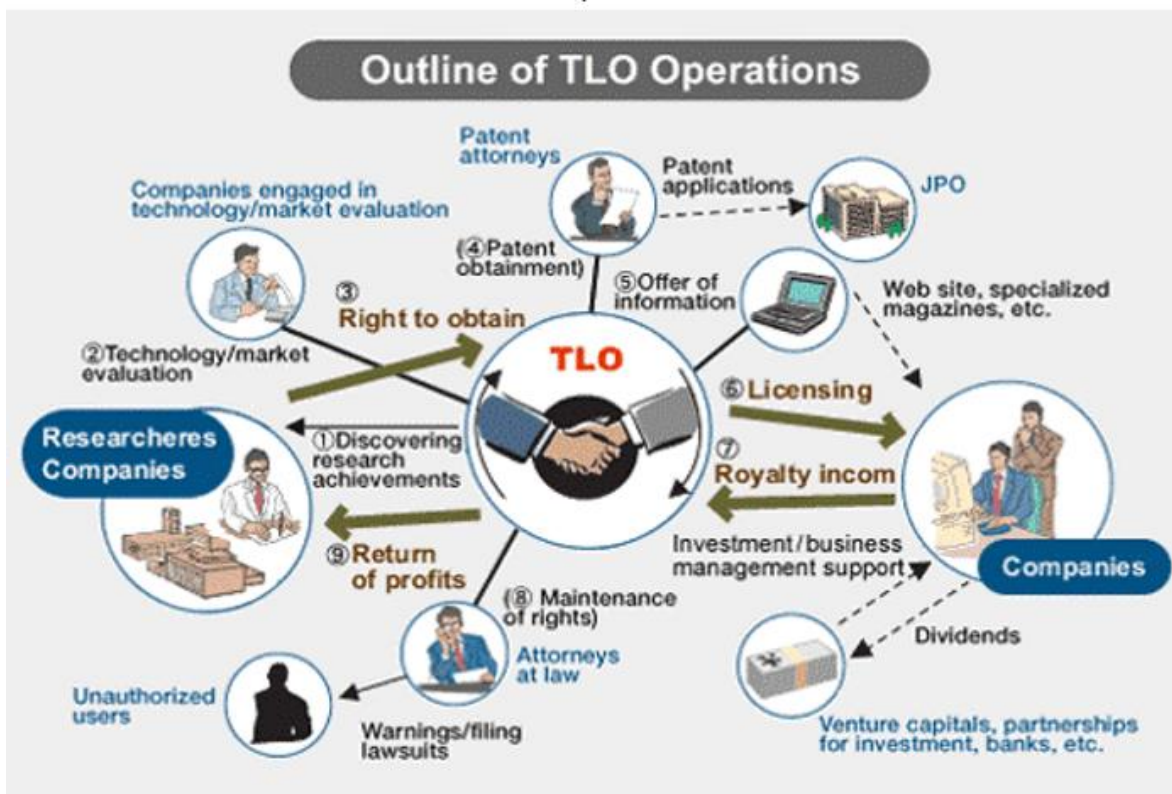 Outline of TLO Operations
Patent
attorneys
Patent
applications
JPO
Companies engaged in
technology/market evaluation
(④Patent
obtainment)
⑤Offer of
information
Web site, specialized
magazines, etc.
③
Right to obtain
②Technology/market
evaluation
TLO
⑥Licensing
Researcheres
Companies
①Discovering
research
achievements
⑦
Royalty incom
⑨Return
of profits
Investment/business
management support
Companies
(⑧ Maintenance
of rights)
Dividends
Attorneys
at law
Unauthorized
users
Warnings/filing
lawsuits
Venture capitals, partnerships
for investment, banks, etc.